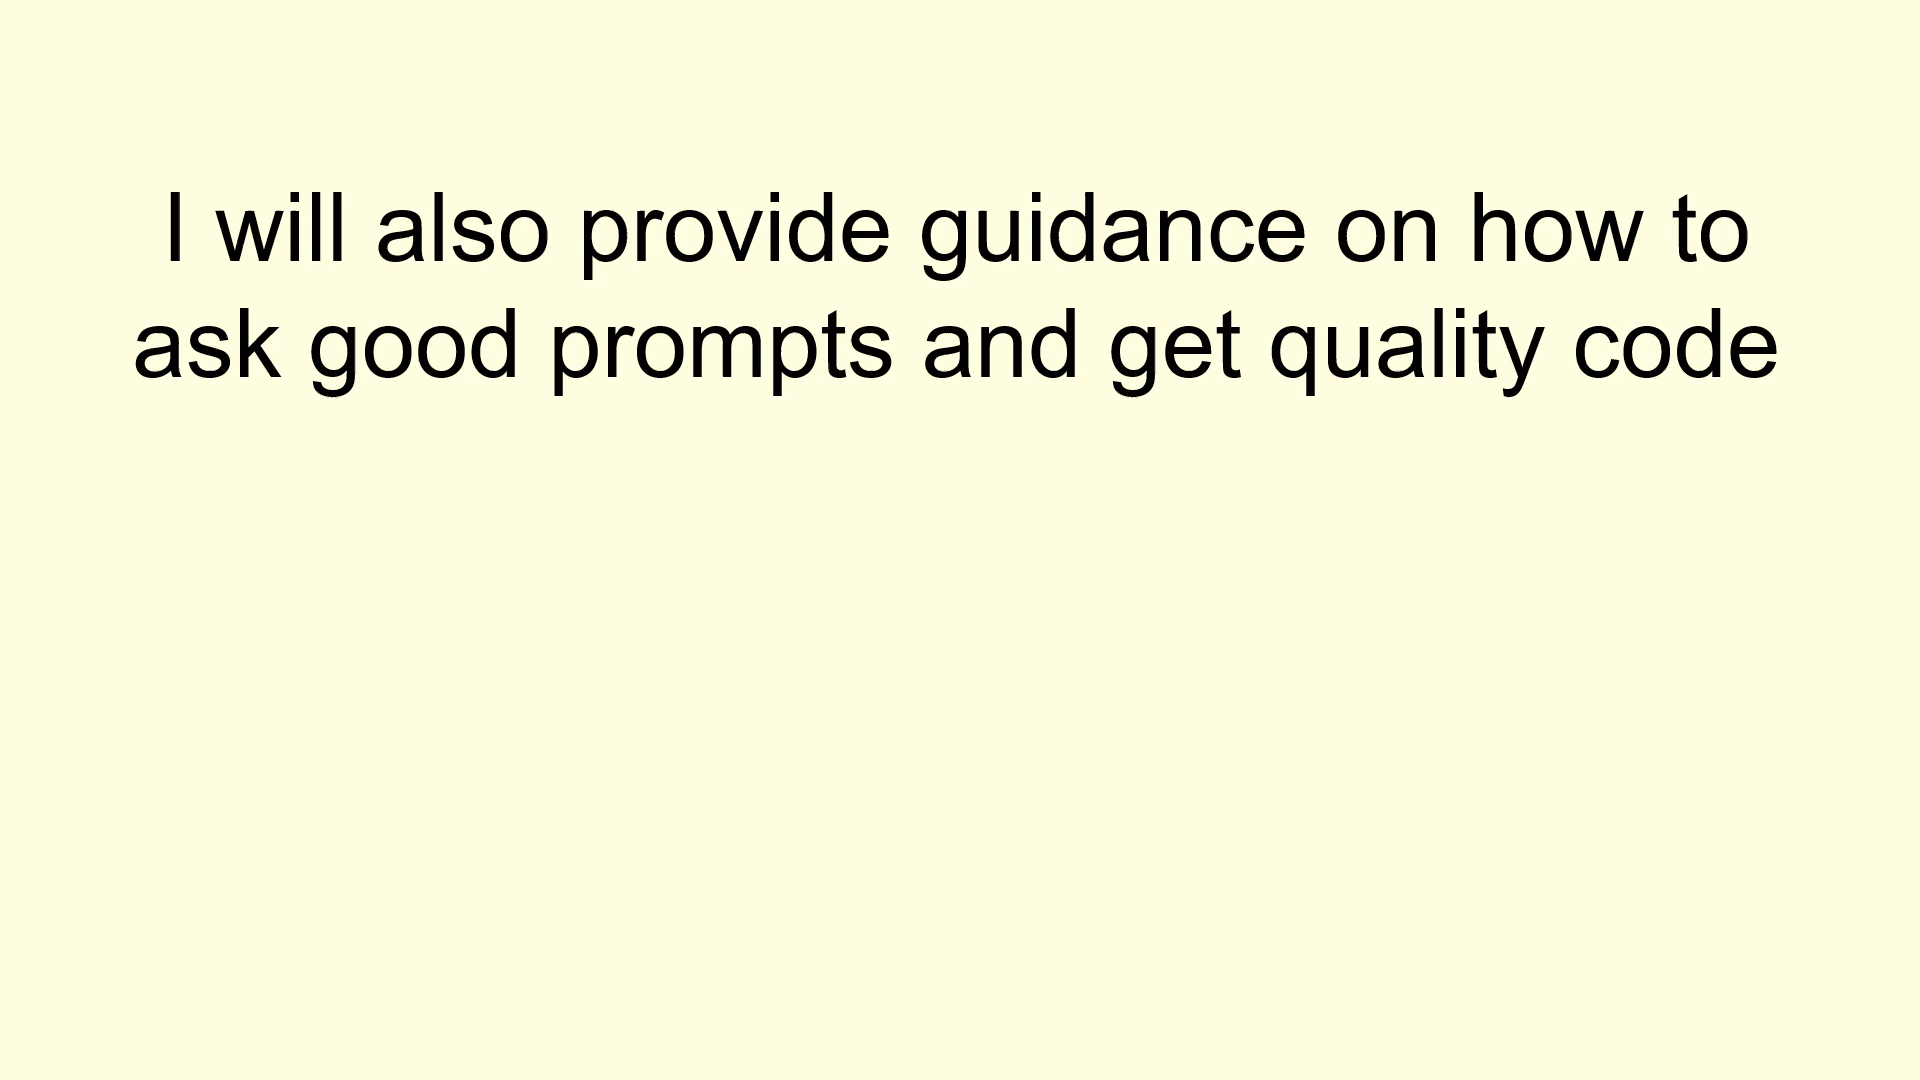 I will also provide guidance on how to
ask good prompts and get quality code